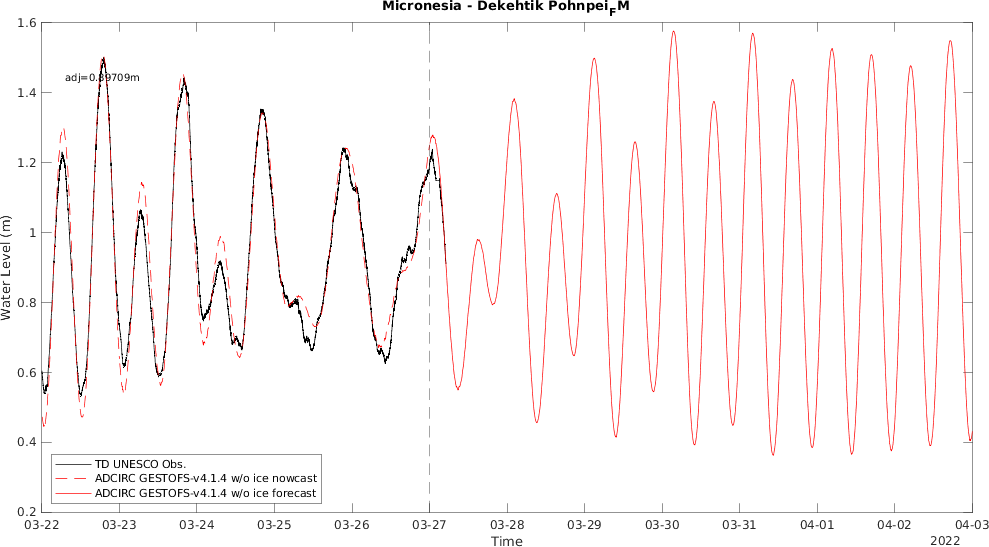 Micronesia - Dekehtik Pohnpei_FM
1.6
adj=0.89709m
1.4
1.2
1
0.8
0.6
0.4
0.2
Water Level (m)
TD UNESCO Obs.
ADCIRC GESTOFS-v4.1.4 w/o ice nowcast
ADCIRC GESTOFS-v4.1.4 w/o ice forecast
03-22 03-23 03-24 03-25 03-26 03-27 03-28 03-29 03-30 03-31 04-01 04-02 04-03
Time
2022